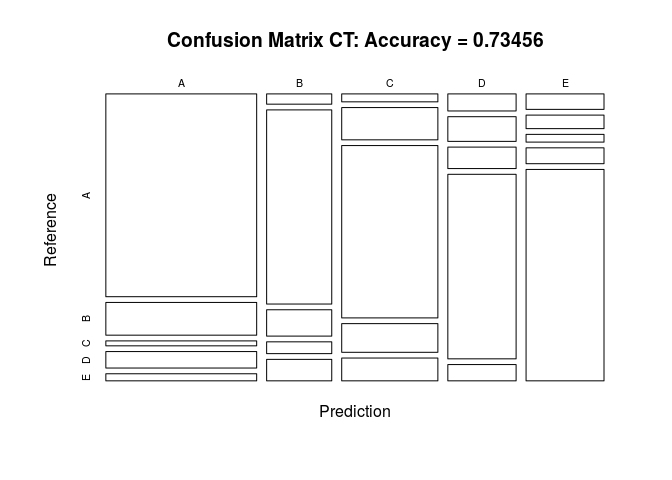 Confusion Matrix CT: Accuracy = 0.73456
A B C D E
Reference
A
B
C
D
E
Prediction